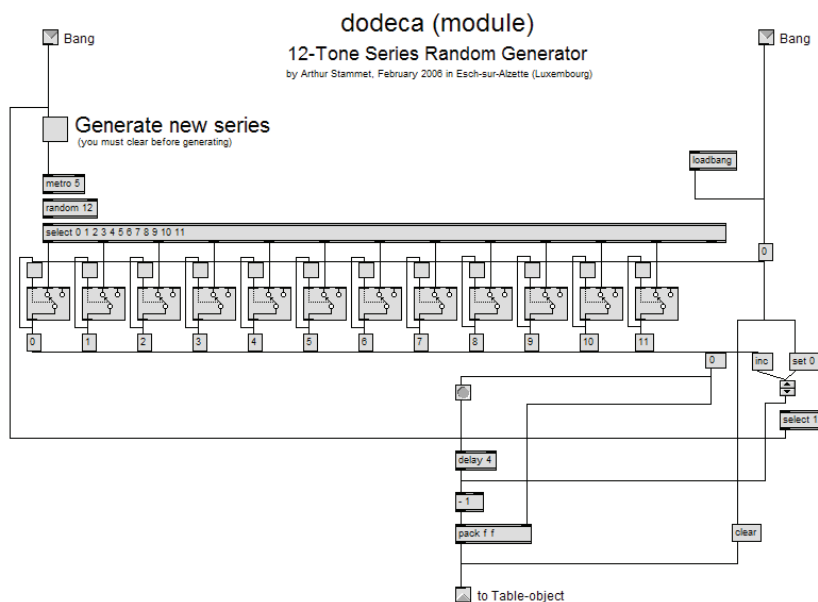 dodeca (module)
Bang
12-Tone Series Random Generator
Bang
by Arthur Stammet, February 2006 in Esch-sur-Alzette (Luxembourg)
Generate new series
(you must clear before generating)
loadbang
metro 5
random 12
select 0 1 2 3 4 5 6 7 8 9 10 11
0
0 1 2 3 4 5 6 7 8 9 10 11
0
inc
set 0
select 1
delay 4
- 1
pack f f
clear
to Table-object